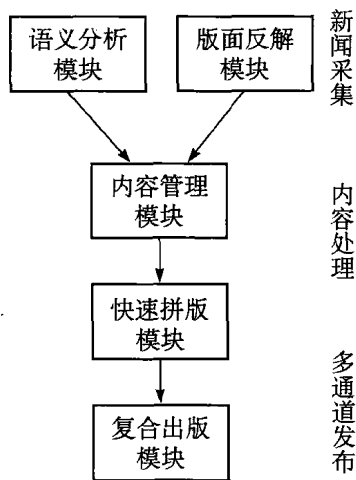 语义分析
模块
版面反解
模块
新闻采集
内容管理
模块
内容处理
快速拼版
模块
多通道发布
复合出版
模块